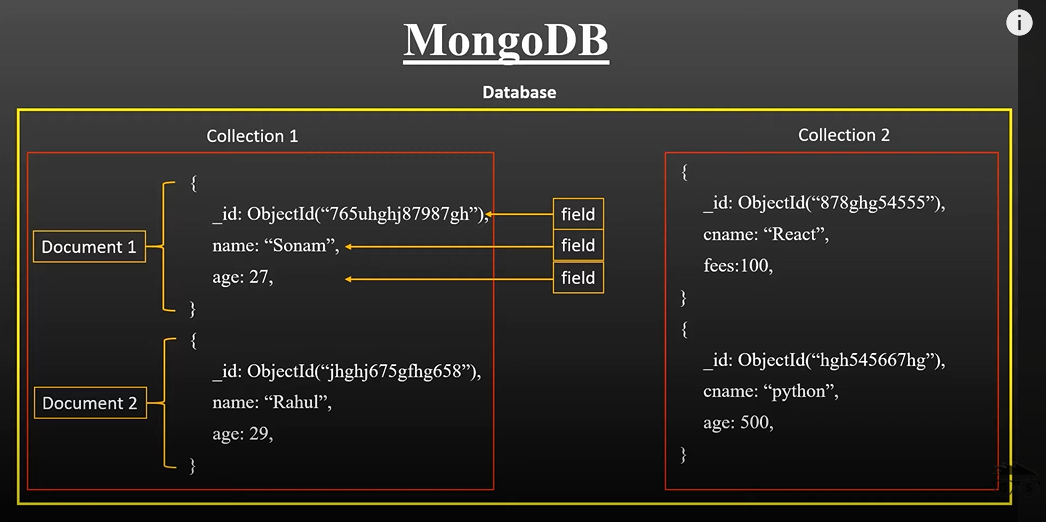 MongoDB
Database
Collection 1
Document 1
{
_id: ObjectId(“765uhghj87987gh”),
name: “Sonam”,
age: 27,
}
field
field
field
Document 2
{
_id: ObjectId(“jhghj675gfhg658”),
name: “Rahul”,
age: 29,
}
Collection 2
{
_id: ObjectId(“878ghg54555”),
cname: “React”,
fees:100,
}
{
_id: ObjectId(“hgh545667hg”),
cname: “python”,
age: 500,
}
i